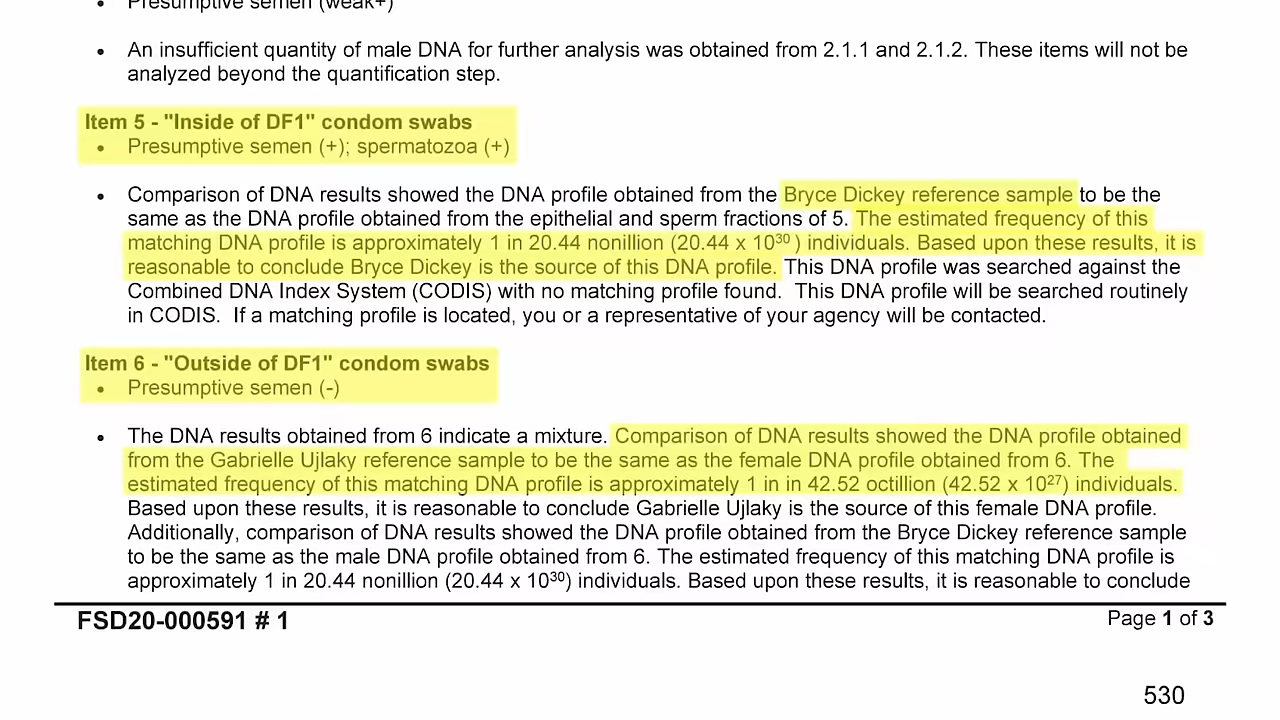 • Presumptive semen (weak+)
• An insufficient quantity of male DNA for further analysis was obtained from 2.1.1 and 2.1.2. These items will not be
analyzed beyond the quantification step.
Item 5 - "Inside of DF1" condom swabs
• Presumptive semen (+); spermatozoa (+)
• Comparison of DNA results showed the DNA profile obtained from the Bryce Dickey reference sample to be the
same as the DNA profile obtained from the epithelial and sperm fractions of 5. The estimated frequency of this
matching DNA profile is approximately 1 in 20.44 nonillion (20.44 x 10³⁰ ) individuals. Based upon these results, it is
reasonable to conclude Bryce Dickey is the source of this DNA profile. This DNA profile was searched against the
Combined DNA Index System (CODIS) with no matching profile found. This DNA profile will be searched routinely
in CODIS. If a matching profile is located, you or a representative of your agency will be contacted.
Item 6 - "Outside of DF1" condom swabs
• Presumptive semen (-)
• The DNA results obtained from 6 indicate a mixture. Comparison of DNA results showed the DNA profile obtained
from the Gabrielle Ujlaky reference sample to be the same as the female DNA profile obtained from 6. The
estimated frequency of this matching DNA profile is approximately 1 in in 42.52 octillion (42.52 x 10²⁷) individuals.
Based upon these results, it is reasonable to conclude Gabrielle Ujlaky is the source of this female DNA profile.
Additionally, comparison of DNA results showed the DNA profile obtained from the Bryce Dickey reference sample
to be the same as the male DNA profile obtained from 6. The estimated frequency of this matching DNA profile is
approximately 1 in 20.44 nonillion (20.44 x 10³⁰) individuals. Based upon these results, it is reasonable to conclude
FSD20-000591 # 1
Page 1 of 3
530